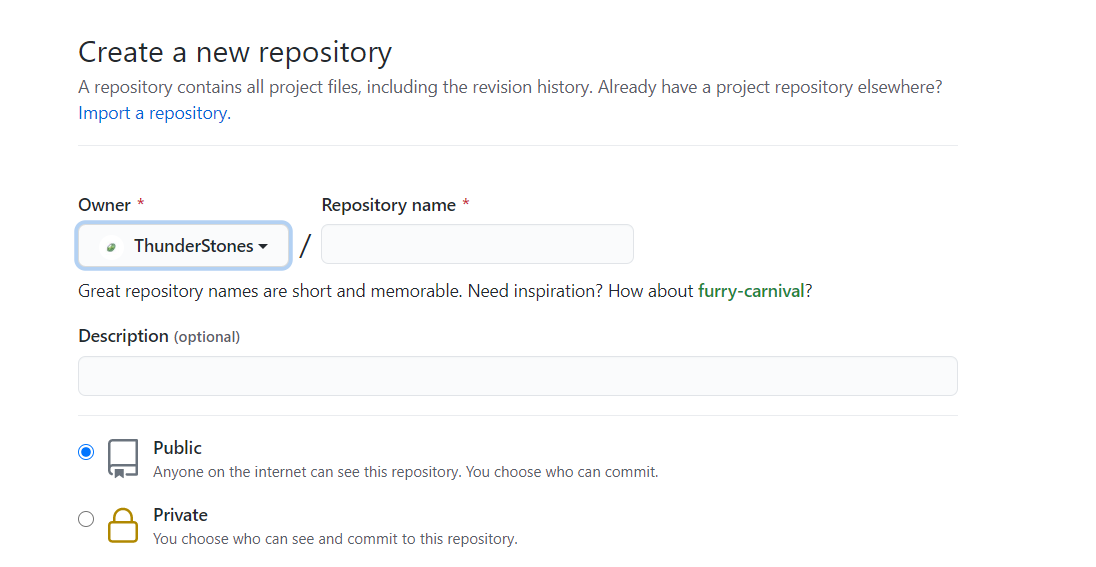 Create a new repository
A repository contains all project files, including the revision history. Already have a project repository elsewhere?
Import a repository.
Owner * Repository name *
ThunderStones /
Great repository names are short and memorable. Need inspiration? How about furry-carnival?
Description (optional)
Public
Anyone on the internet can see this repository. You choose who can commit.
Private
You choose who can see and commit to this repository.